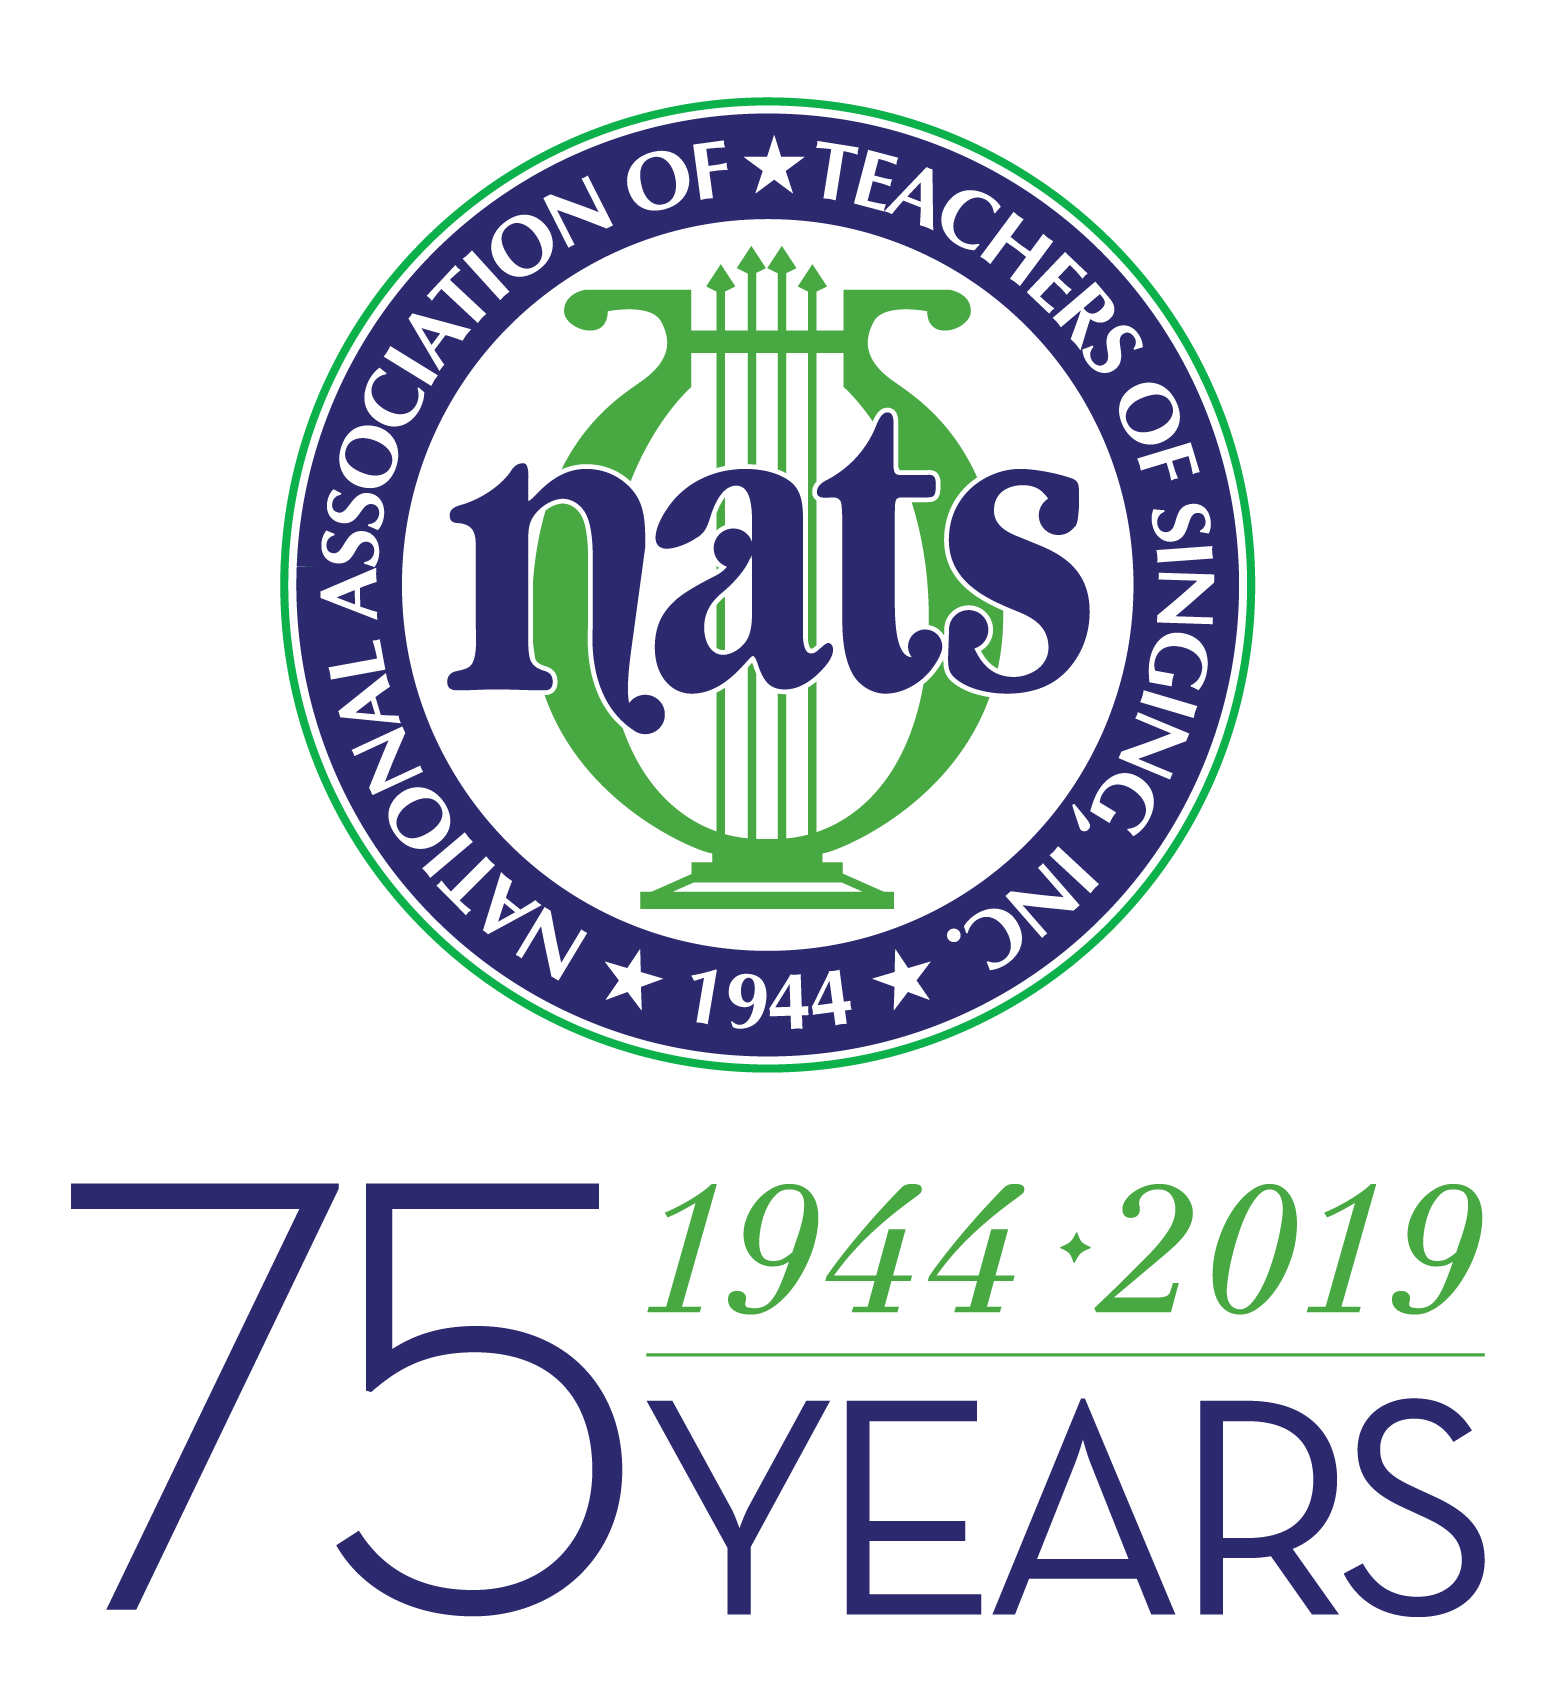 NATIONAL ASSOCIATION OF ★ TEACHERS OF SINGING, INC.
nats
★ 1944 ★
75
1944 ✦ 2019
YEARS